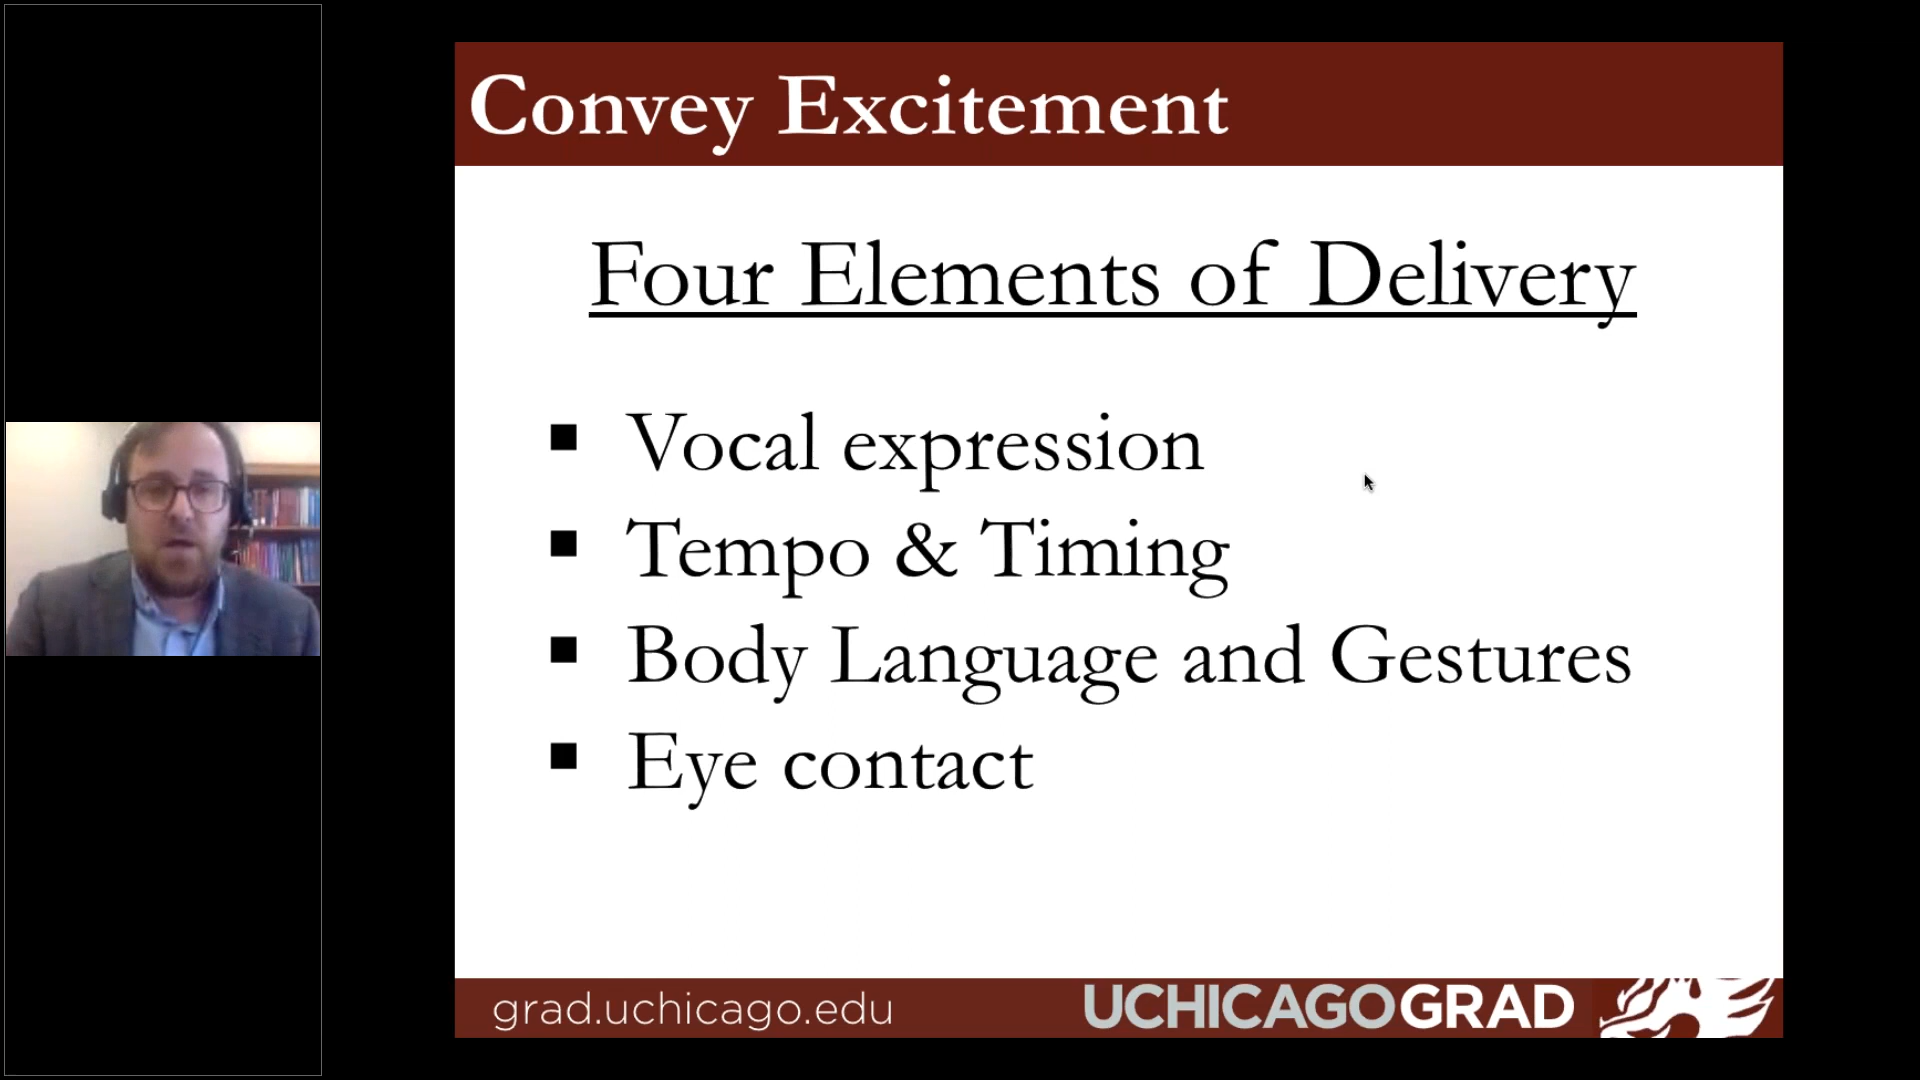 Convey Excitement
Four Elements of Delivery
▪ Vocal expression
▪ Tempo & Timing
▪ Body Language and Gestures
▪ Eye contact
grad.uchicago.edu
UCHICAGOGRAD